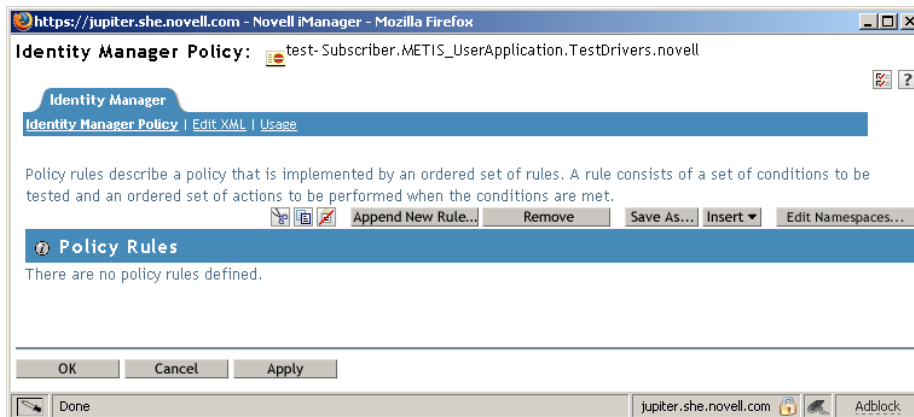 https://jupiter.she.novell.com - Novell iManager - Mozilla Firefox
Identity Manager Policy: test-Subscriber.METIS_UserApplication.TestDrivers.novell
?
Identity Manager
Identity Manager Policy | Edit XML | Usage
Policy rules describe a policy that is implemented by an ordered set of rules. A rule consists of a set of conditions to be
tested and an ordered set of actions to be performed when the conditions are met.
Append New Rule... Remove Save As... Insert Edit Namespaces...
Policy Rules
There are no policy rules defined.
OK Cancel Apply
Done jupiter.she.novell.com Adblock